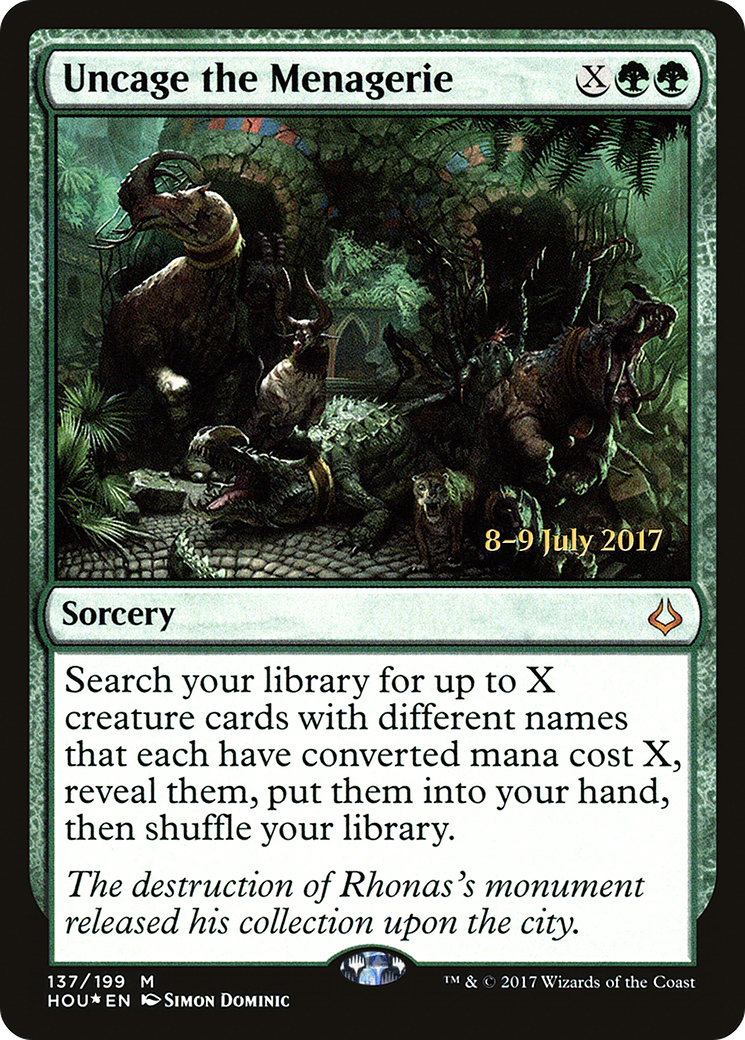 Uncage the Menagerie X
8–9 July 2017
Sorcery
Search your library for up to X
creature cards with different names
that each have converted mana cost X,
reveal them, put them into your hand,
then shuffle your library.
The destruction of Rhonas's monument
released his collection upon the city.
137/199 M
™ & © 2017 Wizards of the Coast
HOU★EN Simon Dominic